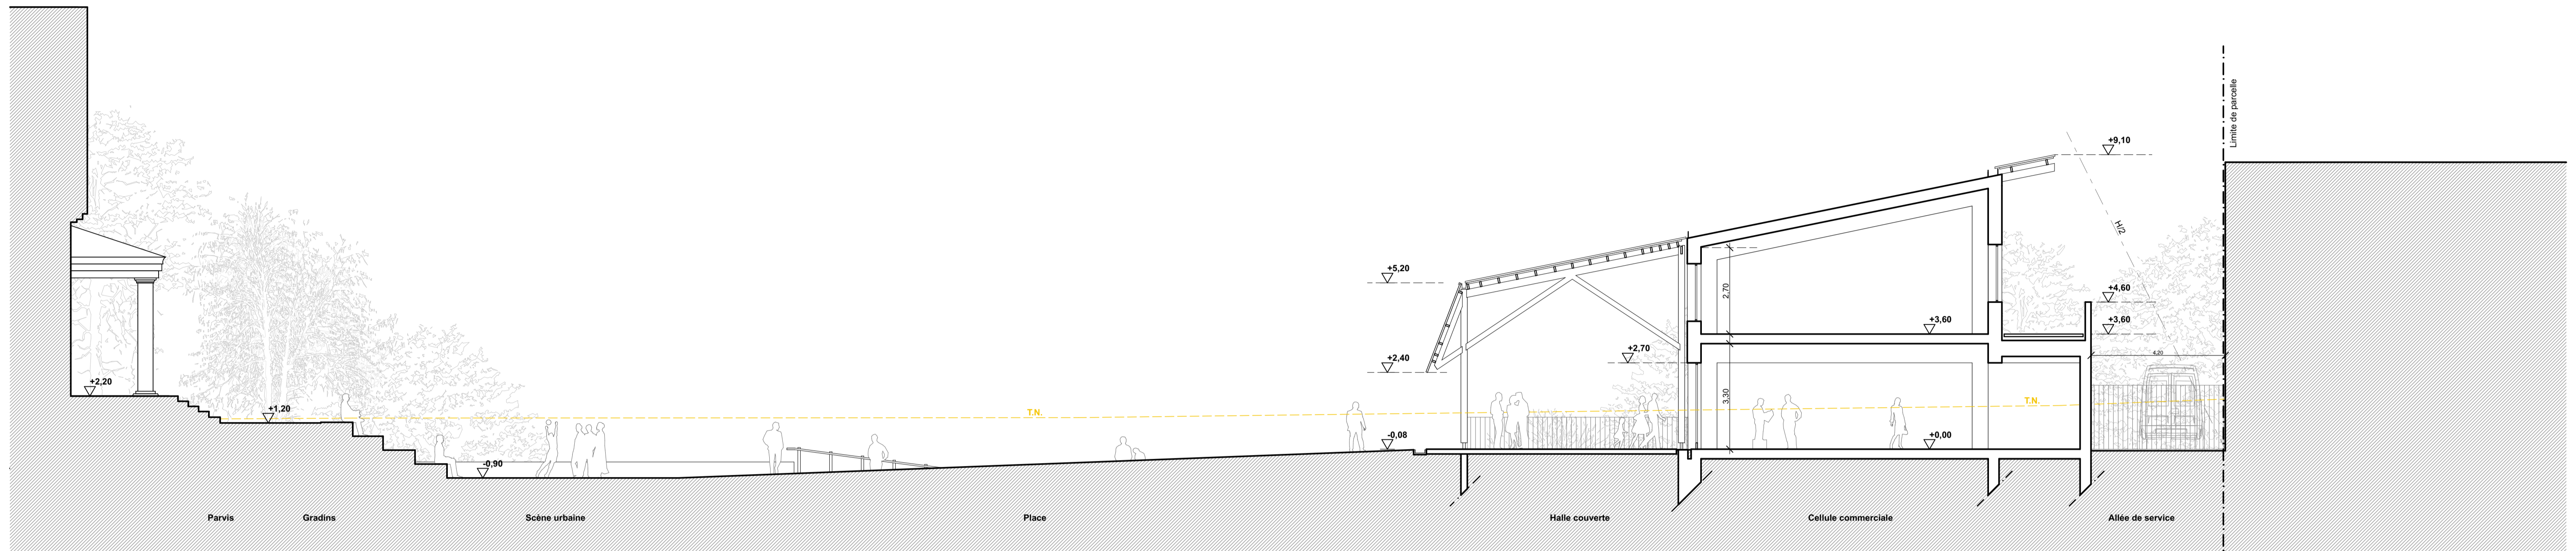 +2,20
+1,20
-0,90
T.N.
+5,20
+2,40
-0,08
+2,70
2,70
3,30
+3,60
+0,00
T.N.
+9,10
H/2
+4,60
+3,60
4,20
Limite de parcelle
Parvis
Gradins
Scène urbaine
Place
Halle couverte
Cellule commerciale
Allée de service